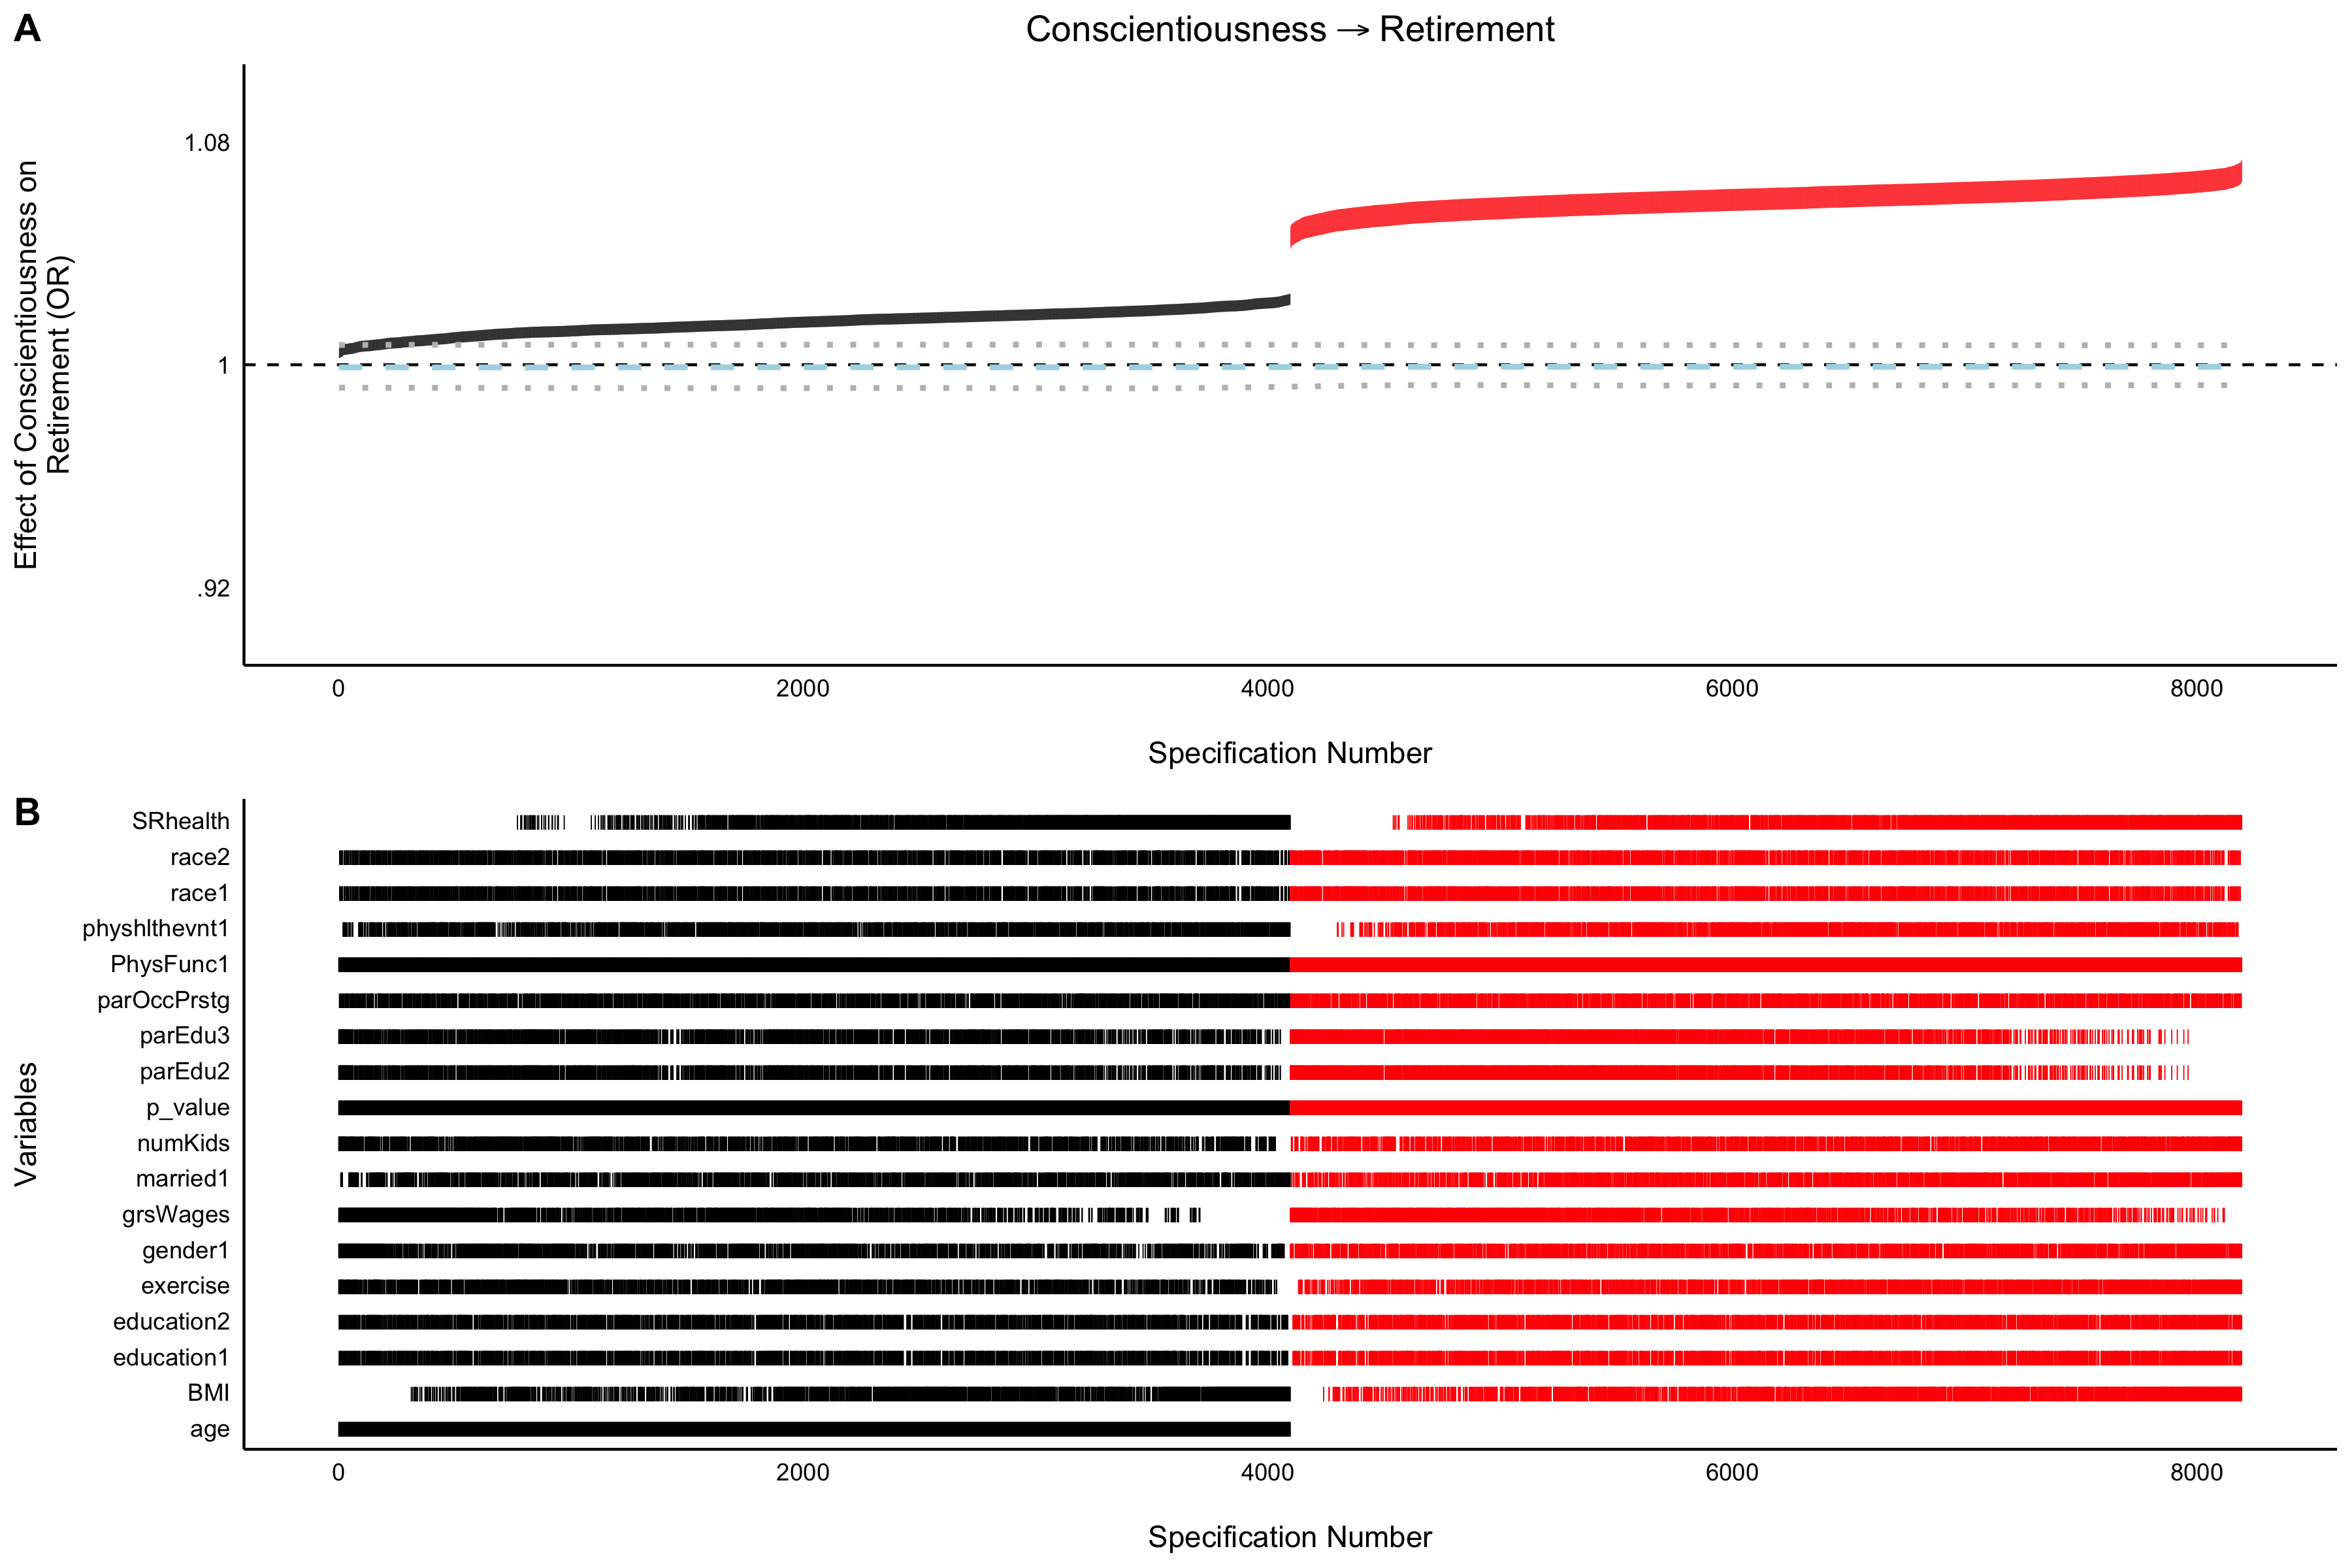 A
Conscientiousness → Retirement
Effect of Conscientiousness on
Retirement (OR)
1.08
1
.92
0 2000 4000 6000 8000
Specification Number
B
Variables
SRhealth
race2
race1
physhlthevnt1
PhysFunc1
parOccPrstg
parEdu3
parEdu2
p_value
numKids
married1
grsWages
gender1
exercise
education2
education1
BMI
age
0 2000 4000 6000 8000
Specification Number